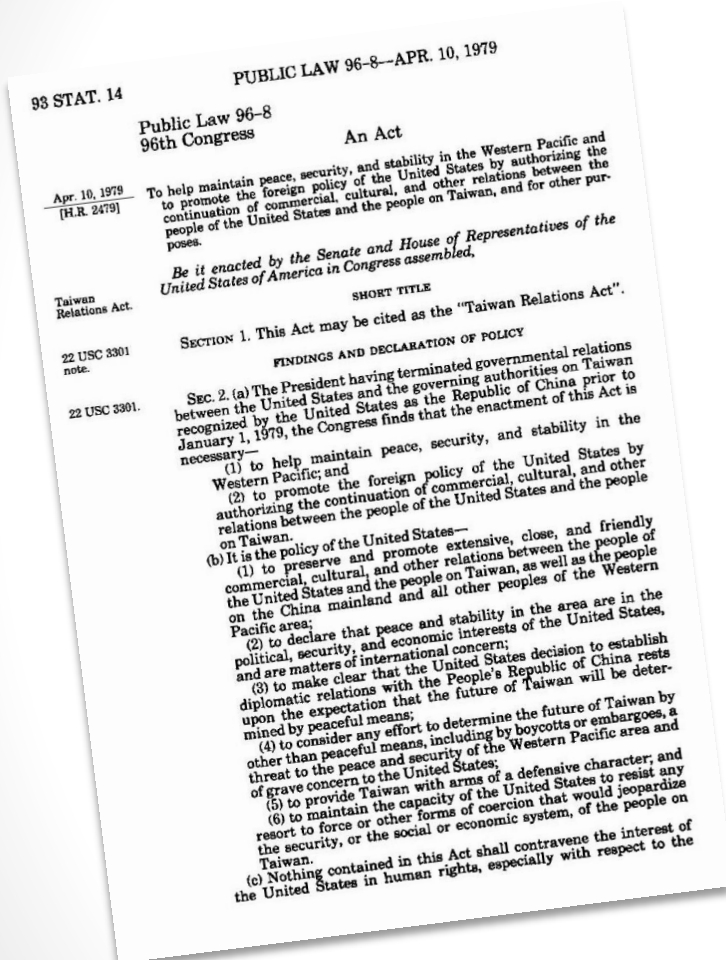 93 STAT. 14
PUBLIC LAW 96-8—APR. 10, 1979
Public Law 96-8
96th Congress
An Act
Apr. 10, 1979
[H.R. 2479]
To help maintain peace, security, and stability in the Western Pacific and
to promote the foreign policy of the United States by authorizing the
continuation of commercial, cultural, and other relations between the
people of the United States and the people on Taiwan, and for other pur-
poses.
Be it enacted by the Senate and House of Representatives of the
United States of America in Congress assembled,
Taiwan
Relations Act.
SHORT TITLE
22 USC 3301
note.
SECTION 1. This Act may be cited as the "Taiwan Relations Act".
FINDINGS AND DECLARATION OF POLICY
22 USC 3301.
SEC. 2. (a) The President having terminated governmental relations
between the United States and the governing authorities on Taiwan
recognized by the United States as the Republic of China prior to
January 1, 1979, the Congress finds that the enactment of this Act is
necessary—
(1) to help maintain peace, security, and stability in the
Western Pacific; and
(2) to promote the foreign policy of the United States by
authorizing the continuation of commercial, cultural, and other
relations between the people of the United States and the people
on Taiwan.
(b) It is the policy of the United States—
(1) to preserve and promote extensive, close, and friendly
commercial, cultural, and other relations between the people of
the United States and the people on Taiwan, as well as the people
on the China mainland and all other peoples of the Western
Pacific area;
(2) to declare that peace and stability in the area are in the
political, security, and economic interests of the United States,
and are matters of international concern;
(3) to make clear that the United States decision to establish
diplomatic relations with the People's Republic of China rests
upon the expectation that the future of Taiwan will be deter-
mined by peaceful means;
(4) to consider any effort to determine the future of Taiwan by
other than peaceful means, including by boycotts or embargoes, a
threat to the peace and security of the Western Pacific area and
of grave concern to the United States;
(5) to provide Taiwan with arms of a defensive character; and
(6) to maintain the capacity of the United States to resist any
resort to force or other forms of coercion that would jeopardize
the security, or the social or economic system, of the people on
Taiwan.
(c) Nothing contained in this Act shall contravene the interest of
the United States in human rights, especially with respect to the